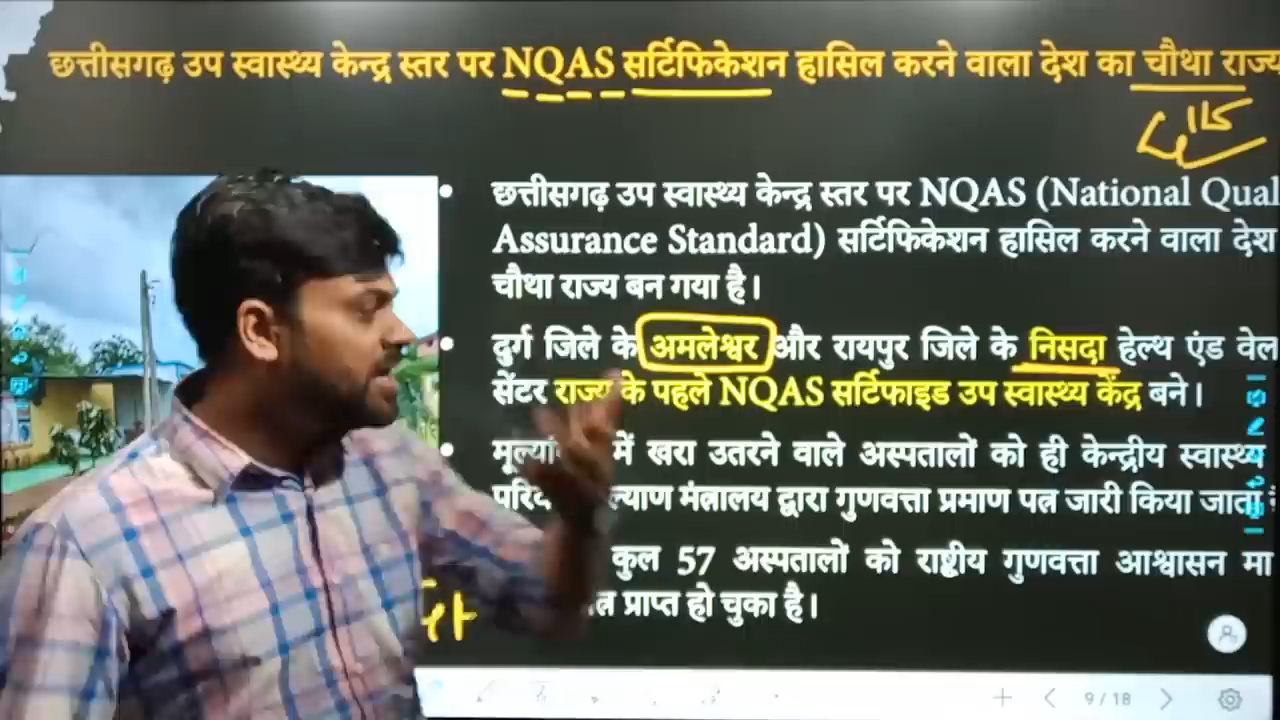 छत्तीसगढ़ उप स्वास्थ्य केन्द्र स्तर पर NQAS सर्टिफिकेशन हासिल करने वाला देश का चौथा राज्य
छत्तीसगढ़ उप स्वास्थ्य केन्द्र स्तर पर NQAS (National Qual
Assurance Standard) सर्टिफिकेशन हासिल करने वाला देश
चौथा राज्य बन गया है।
दुर्ग जिले के अमलेश्वर और रायपुर जिले के निसदा हेल्थ एंड वेल
सेंटर राज्य के पहले NQAS सर्टिफाइड उप स्वास्थ्य केंद्र बने।
में खरा उतरने वाले अस्पतालों को ही केन्द्रीय स्वास्थ्य
मंत्रालय द्वारा गुणवत्ता प्रमाण पत्र जारी किया जाता
कुल 57 अस्पतालों को राष्ट्रीय गुणवत्ता आश्वासन मा
प्राप्त हो चुका है।
9 / 18